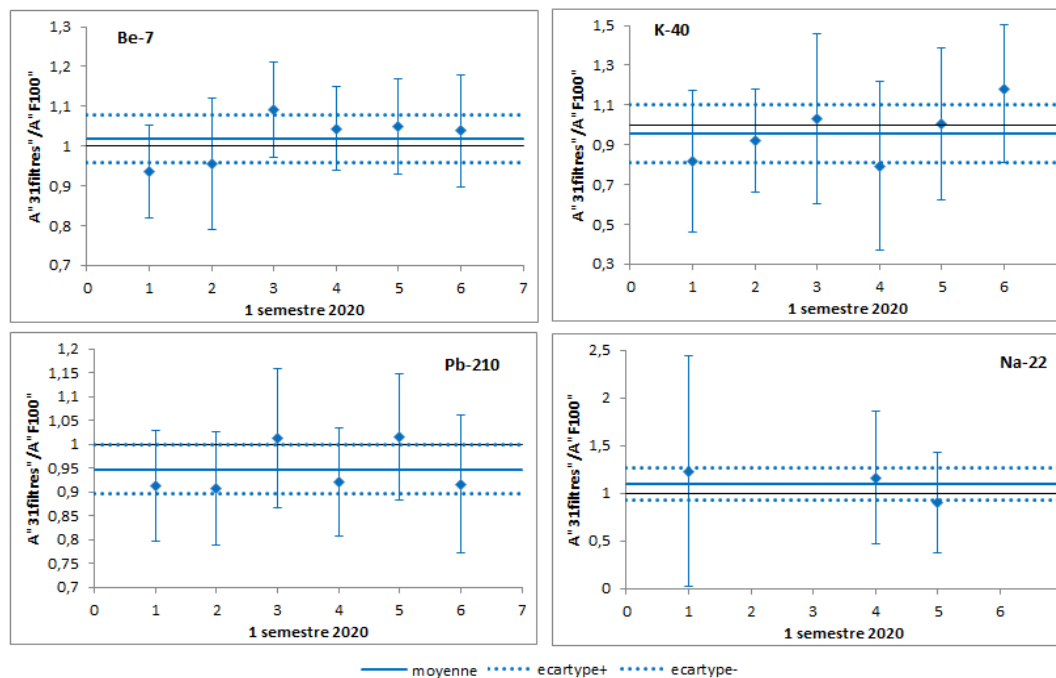 Be-7
A"31filtres"/A"F100"
1,3
1,2
1,1
1
0,9
0,8
0,7
0 1 2 3 4 5 6 7
1 semestre 2020
K-40
A"31filtres"/A"F100"
1,5
1,3
1,1
0,9
0,7
0,5
0,3
0 1 2 3 4 5 6
1 semestre 2020
Pb-210
A"31filtres"/A"F100"
1,2
1,15
1,1
1,05
1
0,95
0,9
0,85
0,8
0,75
0,7
0 1 2 3 4 5 6 7
1 semestre 2020
Na-22
A"31filtres"/A"F100"
2,5
2
1,5
1
0,5
0
0 1 2 3 4 5 6
1 semestre 2020
moyenne ecartype+ ecartype-